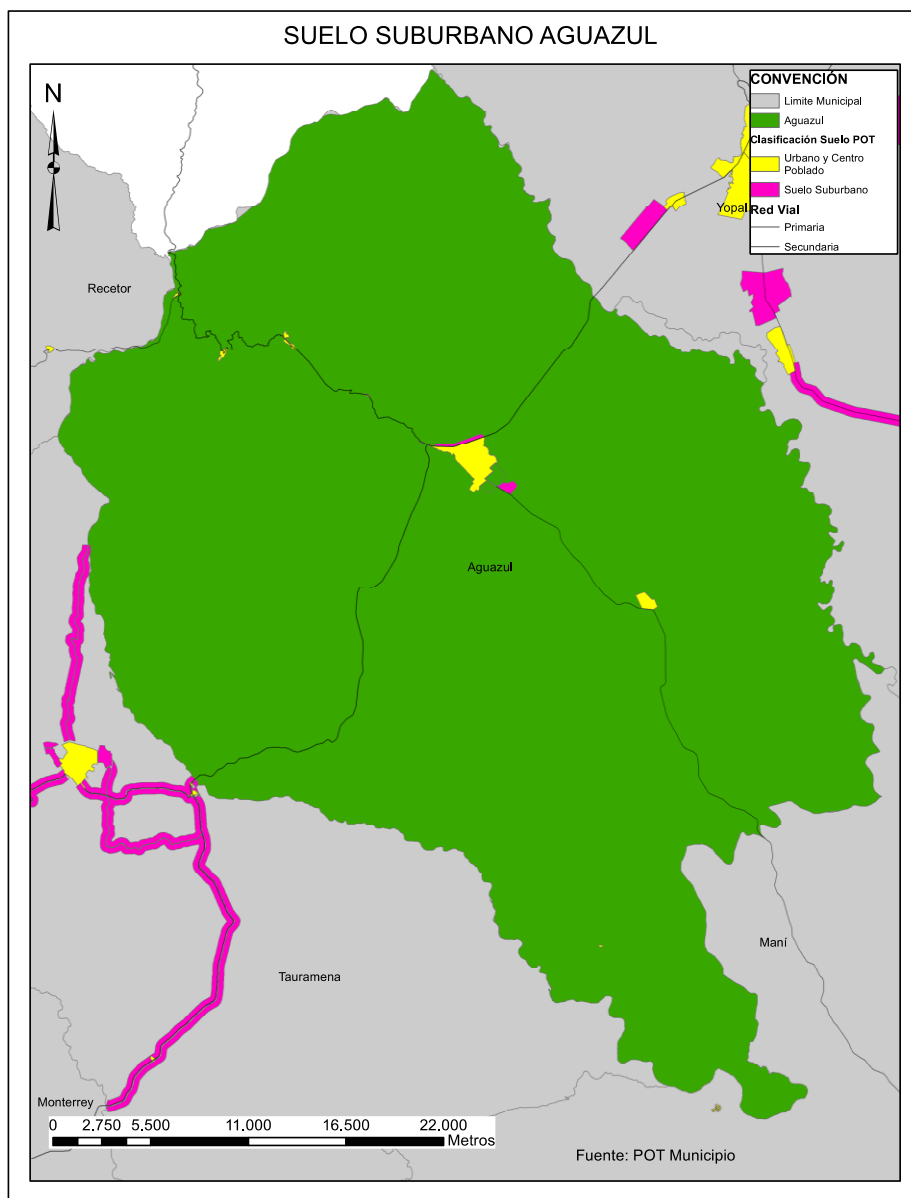 SUELO SUBURBANO AGUAZUL
N
CONVENCIÓN
Limite Municipal
Aguazul
Clasificación Suelo POT
Urbano y Centro
Poblado
Suelo Suburbano
Red Vial
Primaria
Secundaria
Yopal
Recetor
Aguazul
Maní
Tauramena
Monterrey
0 2.750 5.500 11.000 16.500 22.000
Metros
Fuente: POT Municipio